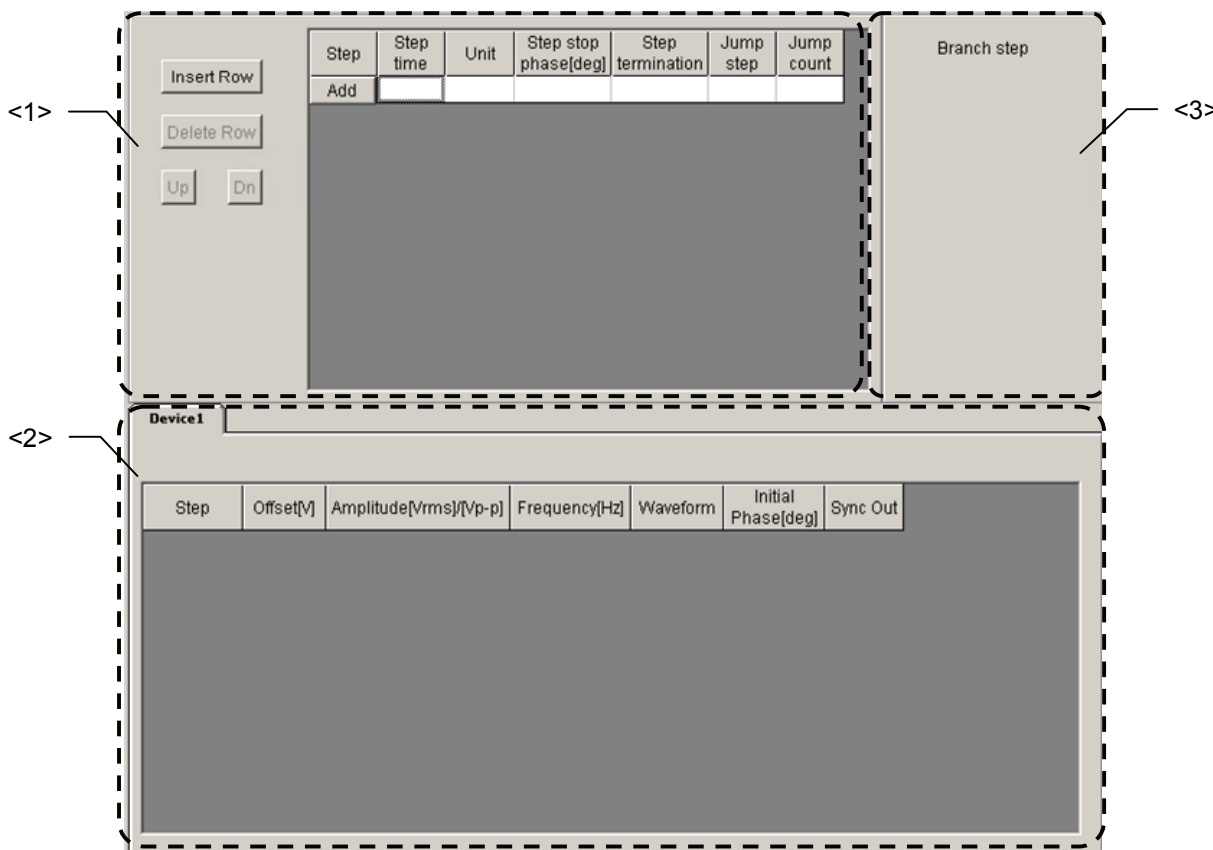 <1>
Insert Row
Delete Row
Up Dn
Step Step time Unit Step stop phase[deg] Step termination Jump step Jump count
Add
Branch step
<3>
<2>
Device1
Step Offset[V] Amplitude[Vrms]/[Vp-p] Frequency[Hz] Waveform Initial Phase[deg] Sync Out